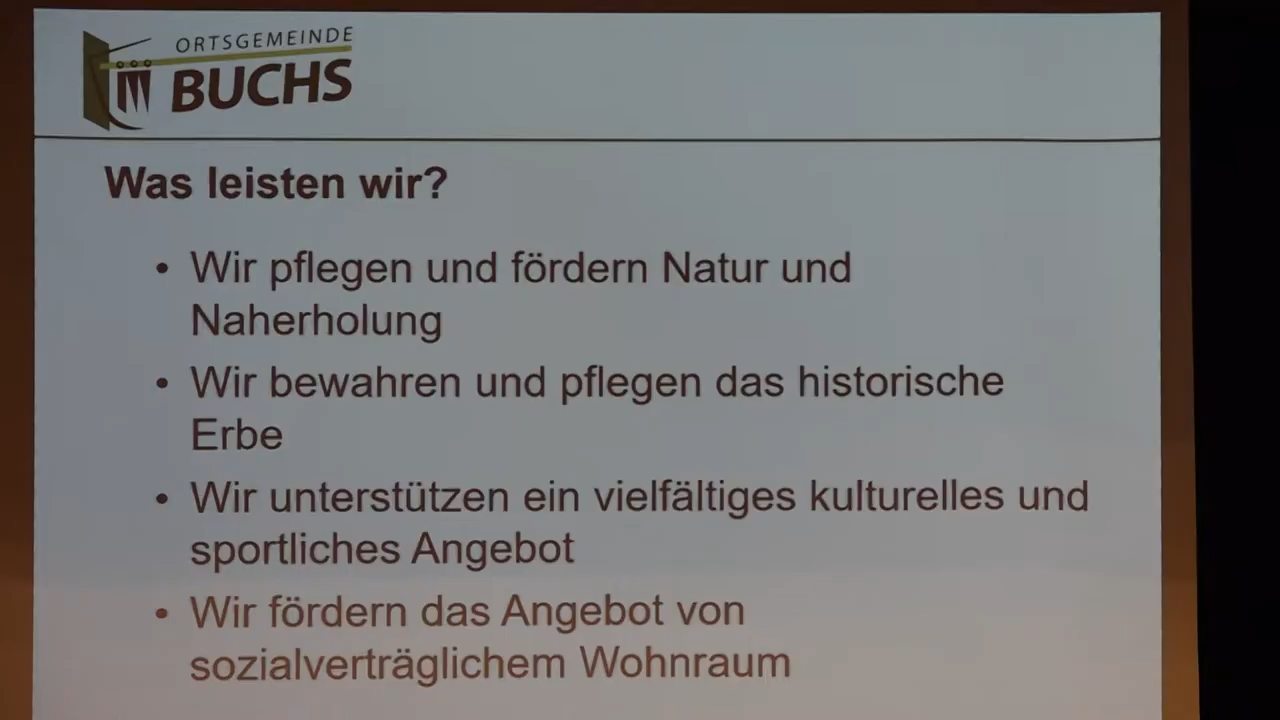 ORTSGEMEINDE
BUCHS
Was leisten wir?
• Wir pflegen und fördern Natur und
Naherholung
• Wir bewahren und pflegen das historische
Erbe
• Wir unterstützen ein vielfältiges kulturelles und
sportliches Angebot
• Wir fördern das Angebot von
sozialverträglichem Wohnraum